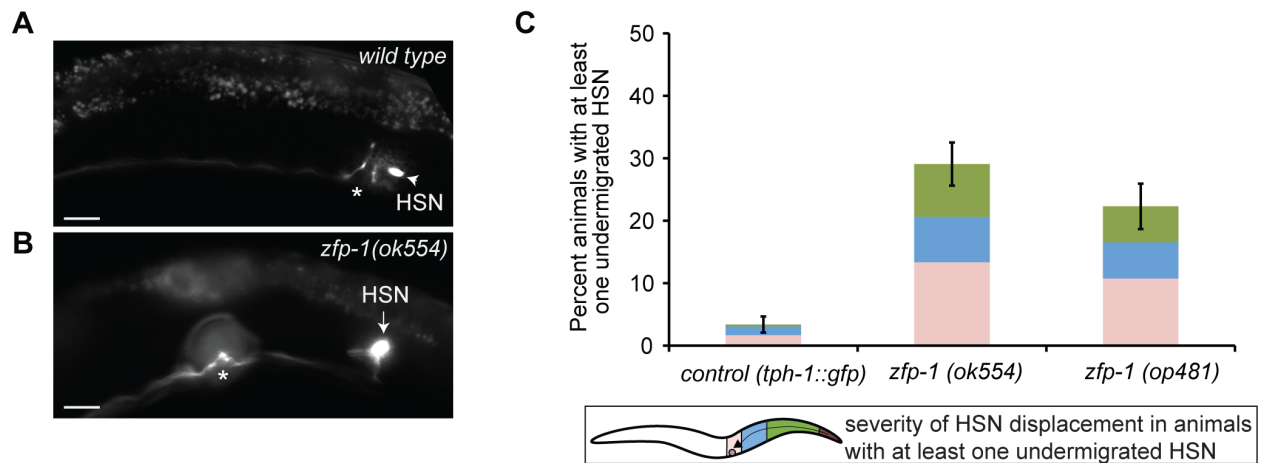 A
wild type
*
HSN
B
zfp-1(ok554)
HSN
*
C
Percent animals with at least
one undermigrated HSN
50
40
30
20
10
0
control (tph-1::gfp)
zfp-1 (ok554)
zfp-1 (op481)
severity of HSN displacement in animals
with at least one undermigrated HSN